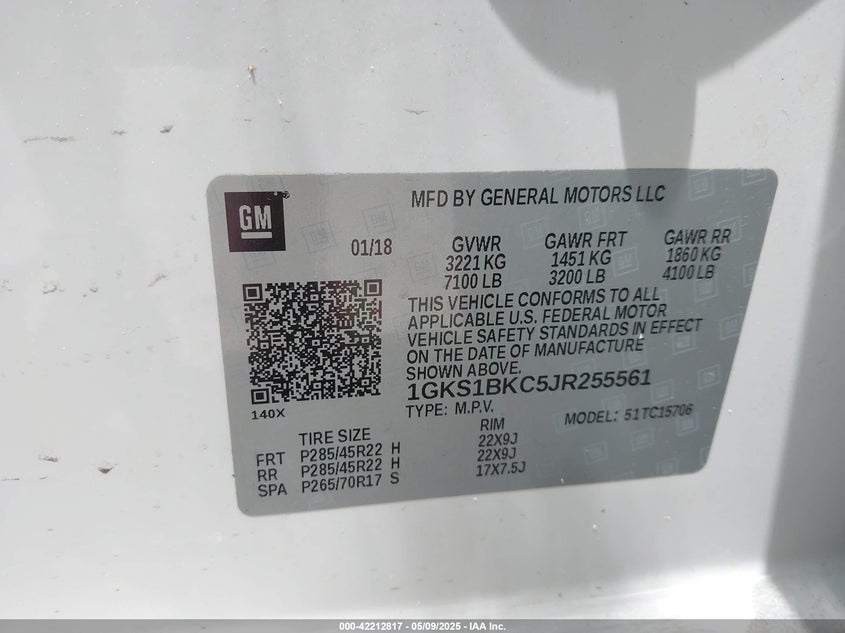 GM ®
MFD BY GENERAL MOTORS LLC
01/18
GVWR GAWR FRT GAWR RR
3221 KG 1451 KG 1860 KG
7100 LB 3200 LB 4100 LB
THIS VEHICLE CONFORMS TO ALL
APPLICABLE U.S. FEDERAL MOTOR
VEHICLE SAFETY STANDARDS IN EFFECT
ON THE DATE OF MANUFACTURE
SHOWN ABOVE.
1GKS1BKC5JR255561
140X
TYPE: M.P.V. MODEL: 51TC15706
TIRE SIZE RIM
FRT P285/45R22 H 22X9J
RR P285/45R22 H 22X9J
SPA P265/70R17 S 17X7.5J
000-42212817 - 05/09/2025 - IAA Inc.